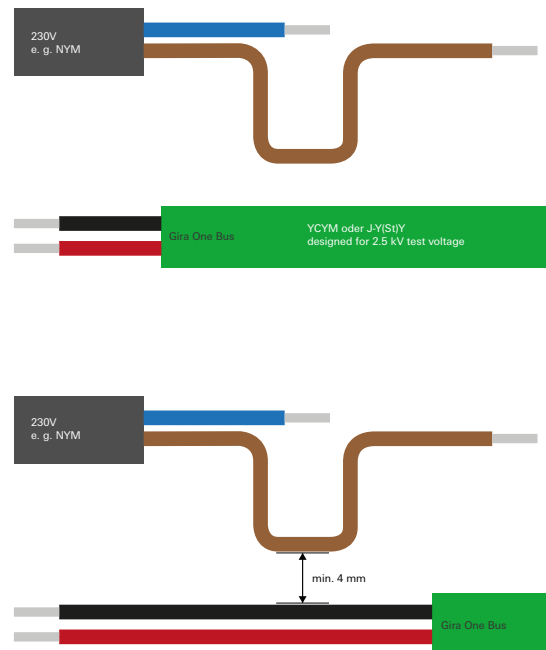 230V
e. g. NYM
Gira One Bus
YCYM oder J-Y(St)Y
designed for 2.5 kV test voltage
230V
e. g. NYM
min. 4 mm
Gira One Bus